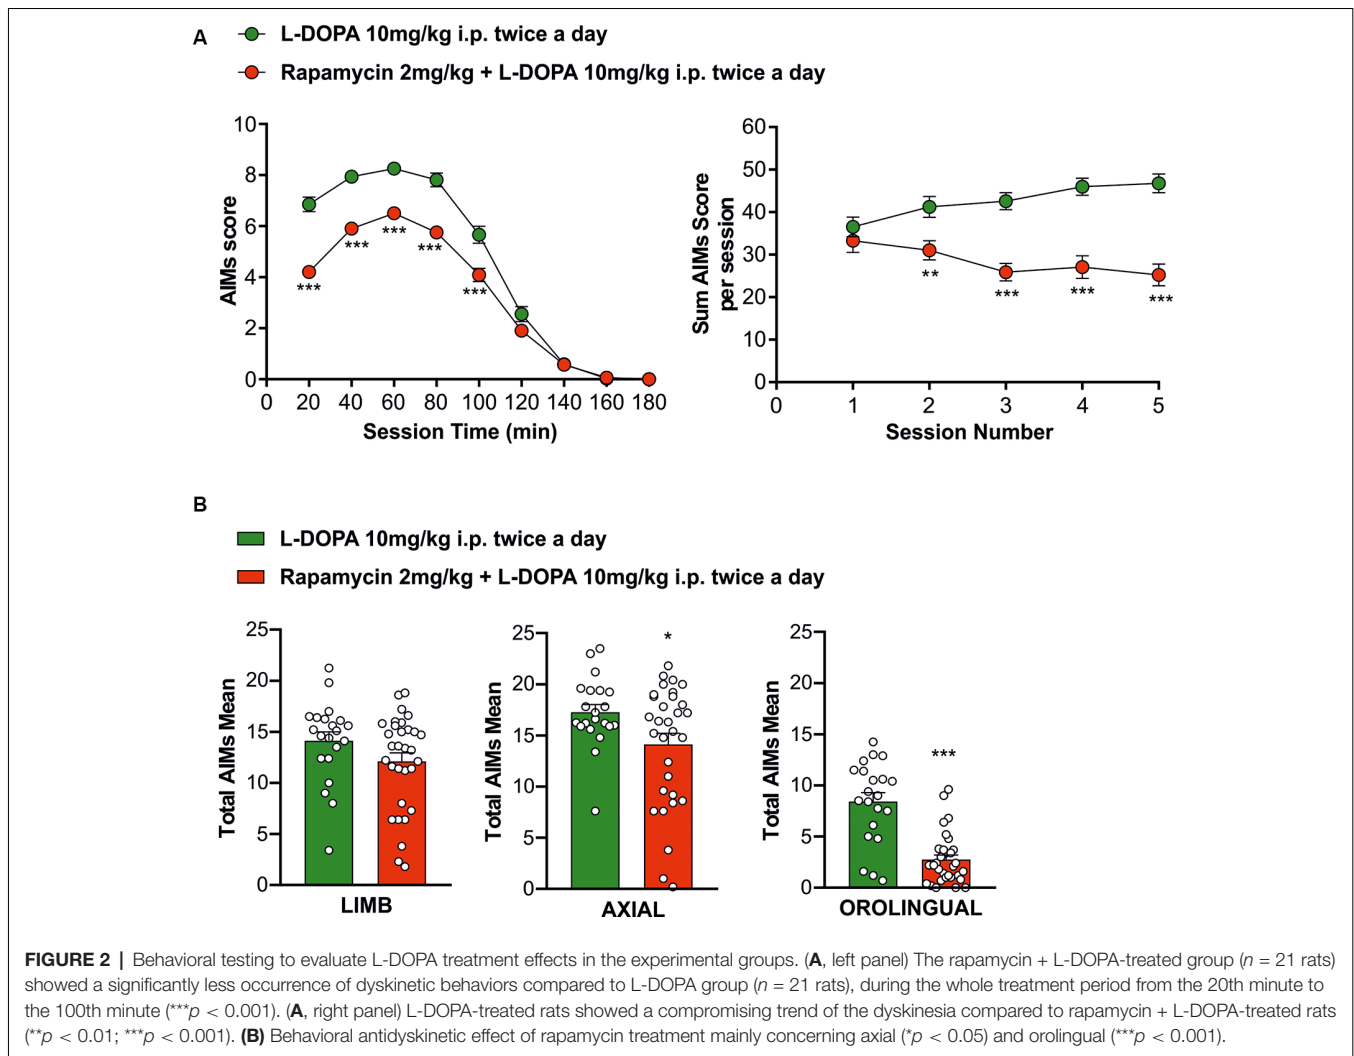 A
L-DOPA 10mg/kg i.p. twice a day
Rapamycin 2mg/kg + L-DOPA 10mg/kg i.p. twice a day
AIMs score
10
8
6
4
2
0
***
***
***
***
***
0 20 40 60 80 100 120 140 160 180
Session Time (min)
Sum AIMs Score
per session
60
50
40
30
20
10
0
**
***
***
***
0 1 2 3 4 5
Session Number
B
L-DOPA 10mg/kg i.p. twice a day
Rapamycin 2mg/kg + L-DOPA 10mg/kg i.p. twice a day
Total AIMs Mean
25
20
15
10
5
0
LIMB
Total AIMs Mean
25
20
15
10
5
0
*
AXIAL
Total AIMs Mean
25
20
15
10
5
0
***
OROLINGUAL
FIGURE 2 | Behavioral testing to evaluate L-DOPA treatment effects in the experimental groups. (A, left panel) The rapamycin + L-DOPA-treated group (n = 21 rats)
showed a significantly less occurrence of dyskinetic behaviors compared to L-DOPA group (n = 21 rats), during the whole treatment period from the 20th minute to
the 100th minute (***p < 0.001). (A, right panel) L-DOPA-treated rats showed a compromising trend of the dyskinesia compared to rapamycin + L-DOPA-treated rats
(**p < 0.01; ***p < 0.001). (B) Behavioral antidyskinetic effect of rapamycin treatment mainly concerning axial (*p < 0.05) and orolingual (***p < 0.001).